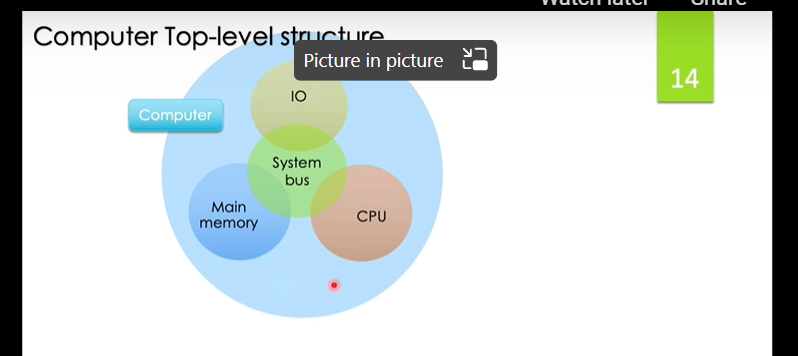 Watch later
Share
Computer Top-level structure
Picture in picture
14
IO
Computer
System
bus
Main
memory
CPU